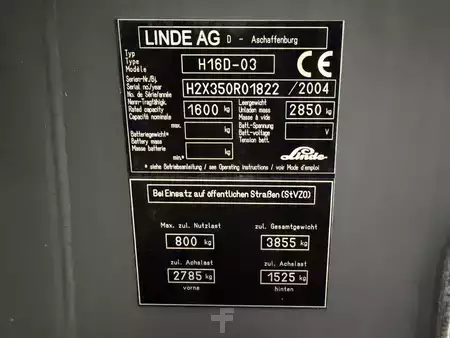 LINDE AG D - Aschaffenburg
Typ
Type
Modèle
H16D-03
CE
Serien-Nr/Bj.
Serial no./year
No. de Série/année
H2X350R01822 / 2004
Nenn-Tragfähigk.
Rated capacity
Capacité nominale
1600 kg
Leergewicht
Unladen mass
Masse à vide
2850 kg
Batteriegewicht*
Battery mass
Masse batterie
max. kg
min.* kg
Batt-Spannung
Batt-voltage
Tension batt.
V
Linde
* siehe Betriebsanleitung / see Operating instructions / voir Mode d'emploi
Bei Einsatz auf öffentlichen Straßen (StVZO)
Max. zul. Nutzlast
800 kg
zul. Gesamtgewicht
3855 kg
zul. Achslast
2785 kg
vorne
zul. Achslast
1525 kg
hinten